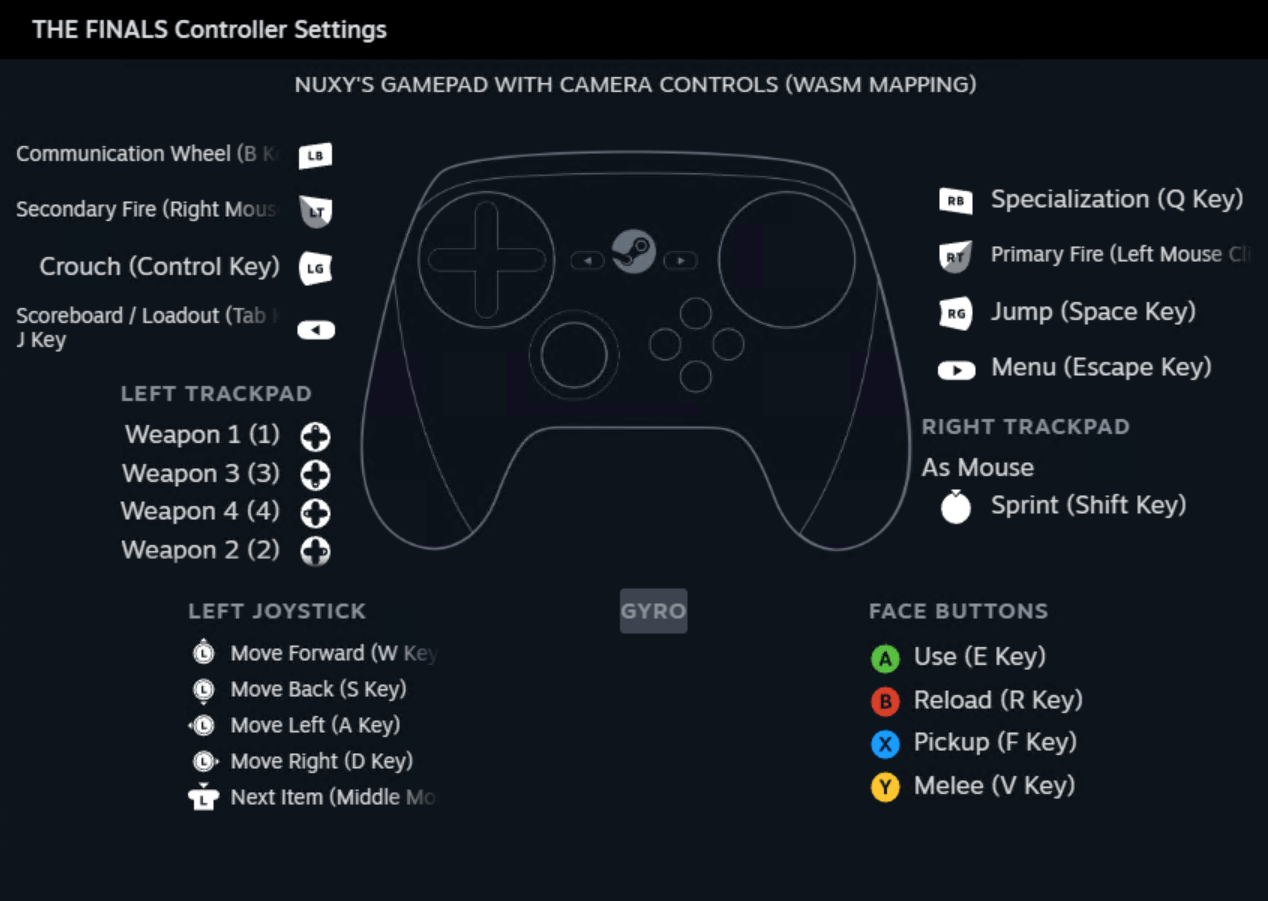 THE FINALS Controller Settings
NUXY'S GAMEPAD WITH CAMERA CONTROLS (WASM MAPPING)
Communication Wheel (B
LB
Secondary Fire (Right
LT
Crouch (Control Key)
LG
Scoreboard / Loadout (Tab
J Key
LEFT TRACKPAD
Weapon 1 (1)
Weapon 3 (3)
Weapon 4 (4)
Weapon 2 (2)
RB
Specialization (Q Key)
RT
Primary Fire (Left Mouse
RG
Jump (Space Key)
Menu (Escape Key)
RIGHT TRACKPAD
As Mouse
Sprint (Shift Key)
LEFT JOYSTICK
L Move Forward (W Key
L Move Back (S Key)
L Move Left (A Key)
L Move Right (D Key)
L Next Item (Middle
GYRO
FACE BUTTONS
A Use (E Key)
B Reload (R Key)
X Pickup (F Key)
Y Melee (V Key)